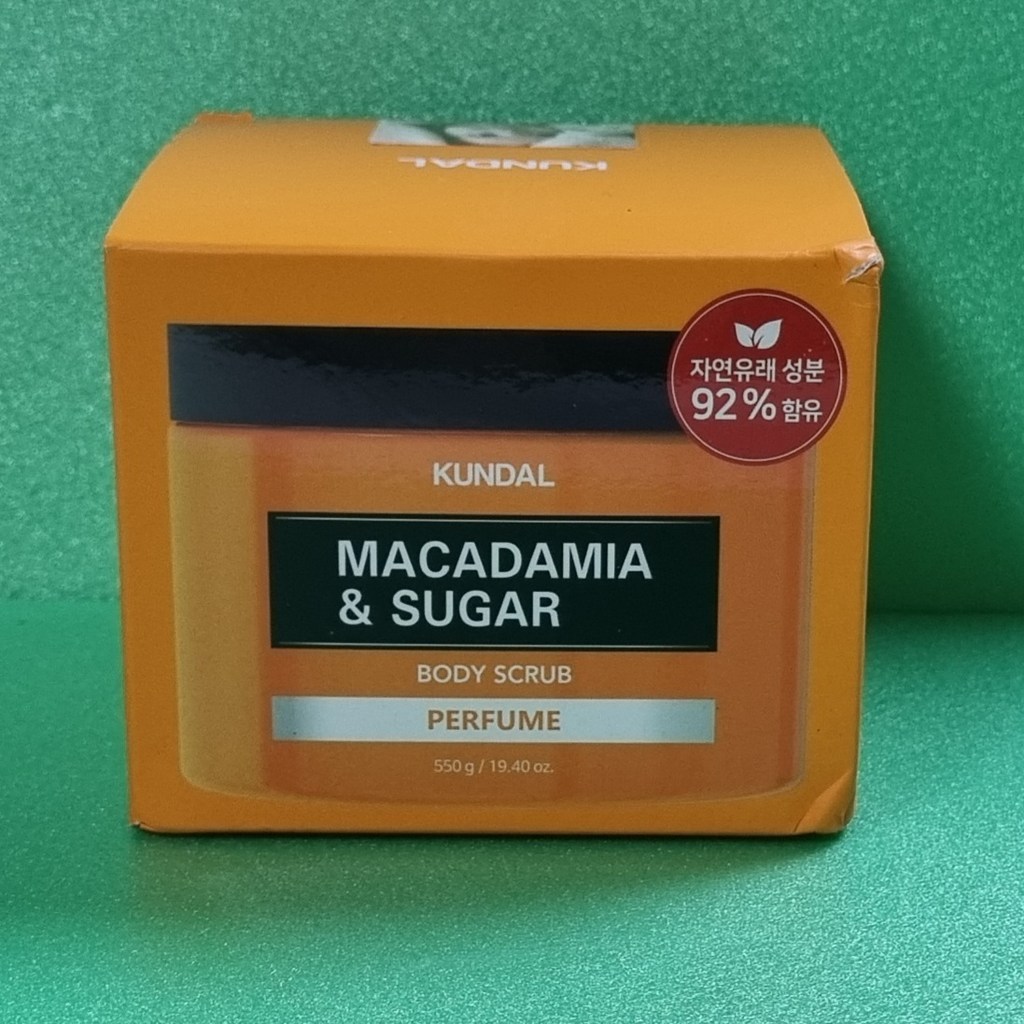 KUNDAL
자연유래 성분
92% 함유
KUNDAL
MACADAMIA
& SUGAR
BODY SCRUB
PERFUME
550 g / 19.40 oz.